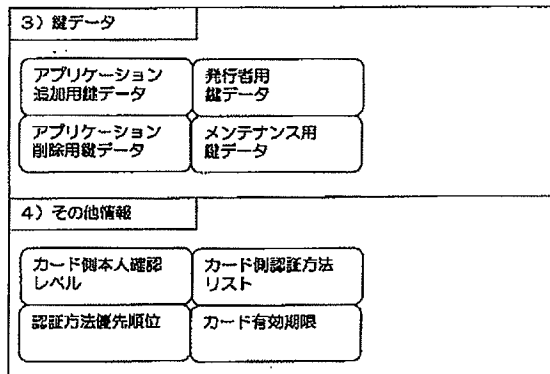 3）鍵データ
アプリケーション
追加用鍵データ
発行者用
鍵データ
アプリケーション
削除用鍵データ
メンテナンス用
鍵データ
4）その他情報
カード側本人確認
レベル
カード側認証方法
リスト
認証方法優先順位
カード有効期限